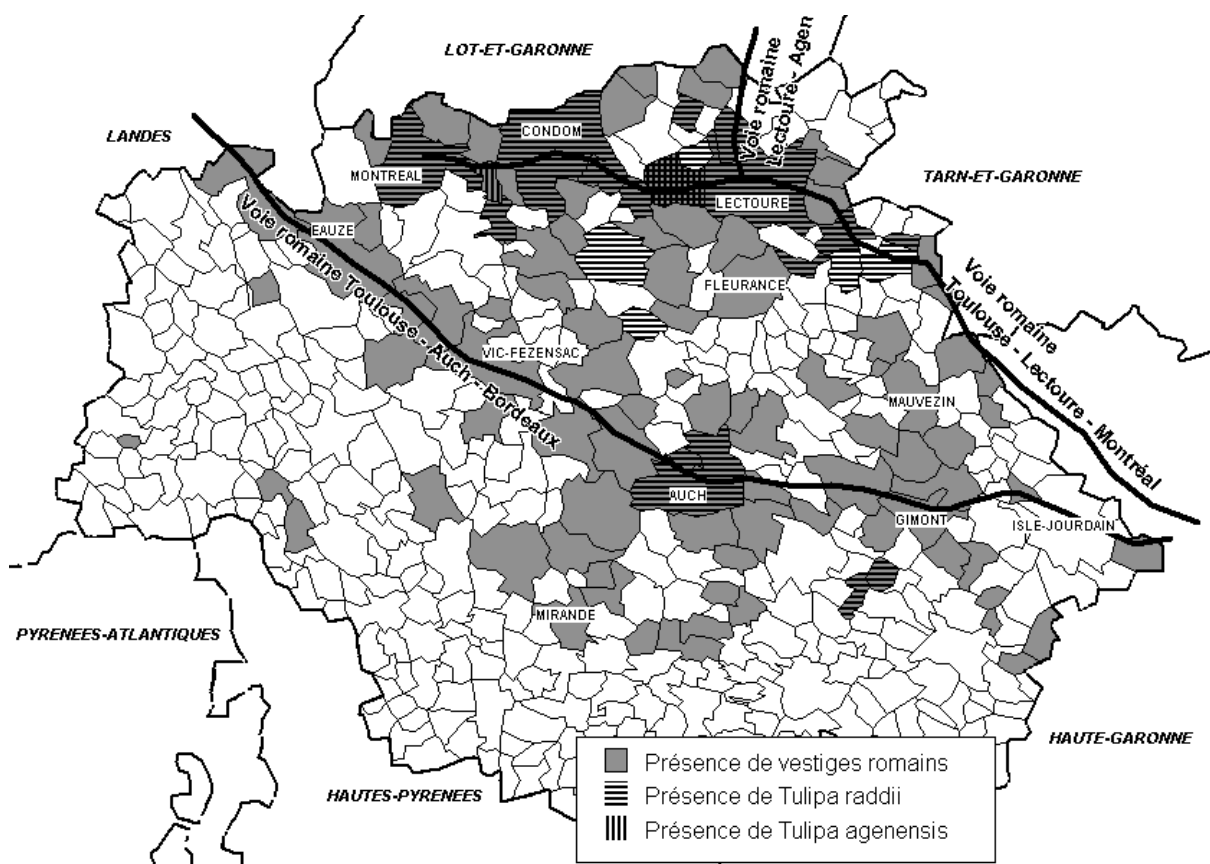 LOT-ET-GARONNE
Voie romaine
Lectoure - Agen
LANDES
CONDOM
MONTREAL
TARN-ET-GARONNE
LECTOURE
EAUZE
Voie romaine Toulouse - Auch - Bordeaux
FLEURANCE
Voie romaine
Toulouse - Lectoure - Montréal
VIC-FEZENSAC
MAUVEZIN
AUCH
GIMONT
ISLE-JOURDAIN
MIRANDE
PYRENEES-ATLANTIQUES
HAUTE-GARONNE
HAUTES-PYRENEES
Présence de vestiges romains
Présence de Tulipa raddii
Présence de Tulipa agenensis